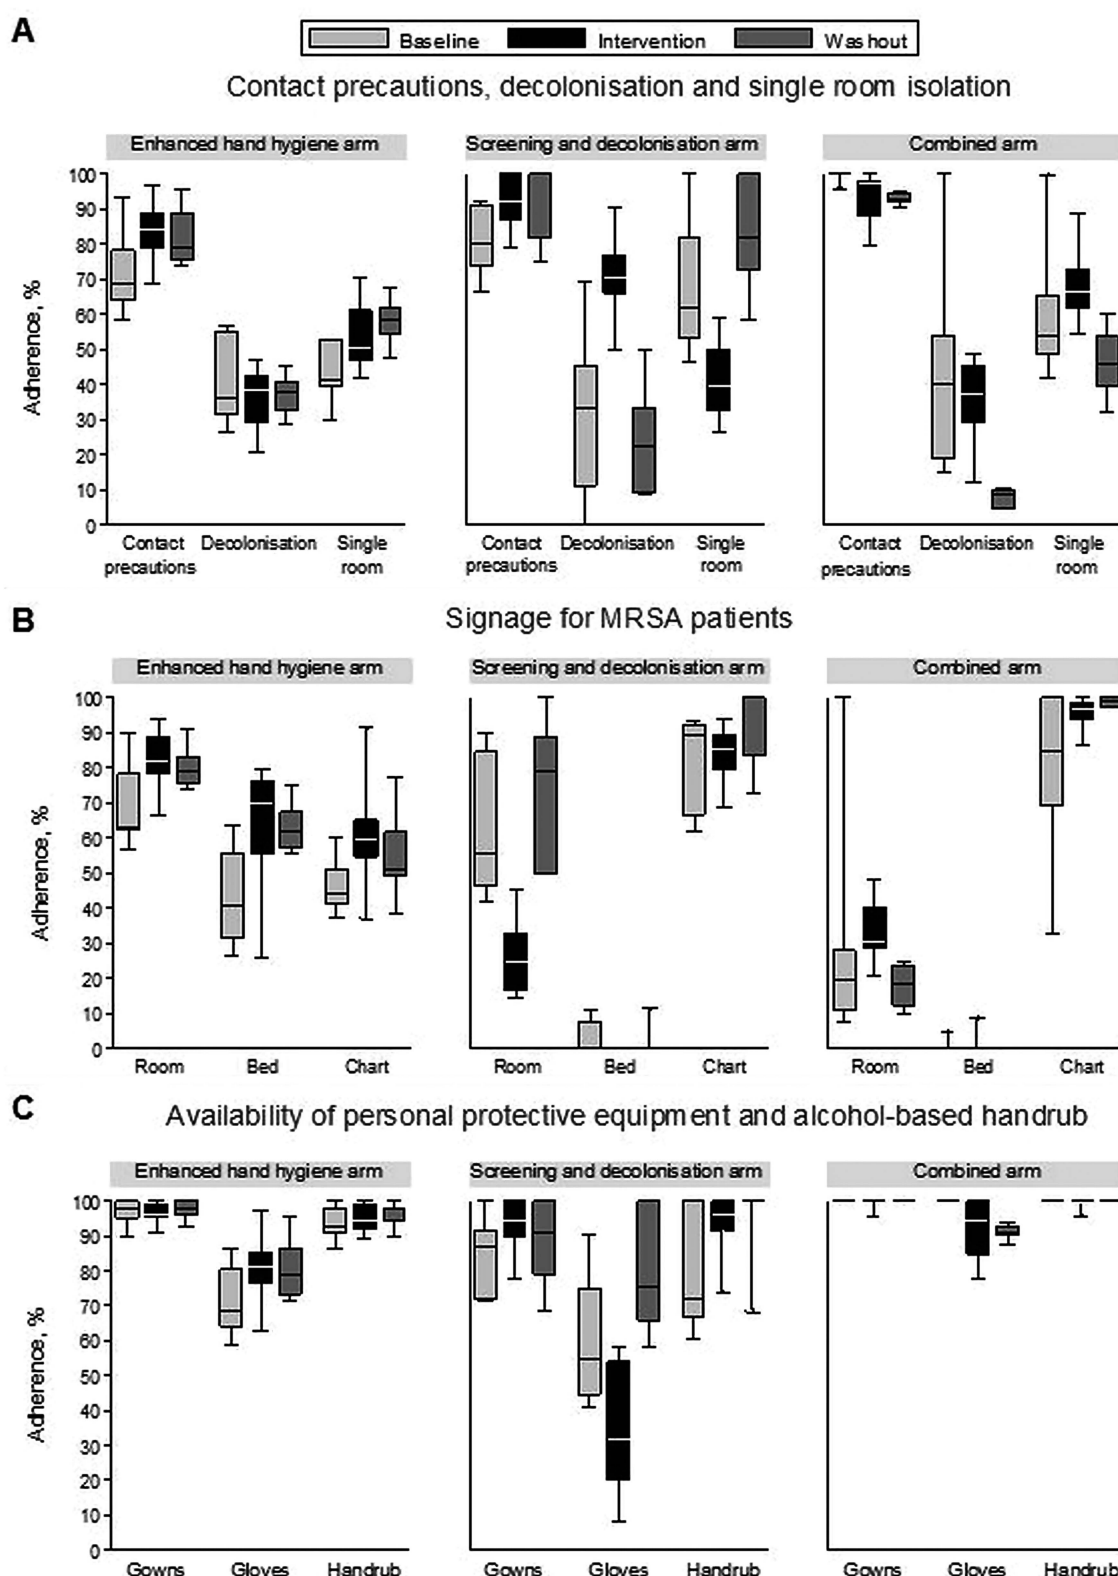 A
Baseline Intervention Washout
Contact precautions, decolonisation and single room isolation
Enhanced hand hygiene arm Screening and decolonisation arm Combined arm
100 90 80 70 60 50 40 30 20 10 0
Adherence, %
Contact precautions Decolonisation Single room Contact precautions Decolonisation Single room Contact precautions Decolonisation Single room
B
Signage for MRSA patients
Enhanced hand hygiene arm Screening and decolonisation arm Combined arm
100 90 80 70 60 50 40 30 20 10 0
Adherence, %
Room Bed Chart Room Bed Chart Room Bed Chart
C
Availability of personal protective equipment and alcohol-based handrub
Enhanced hand hygiene arm Screening and decolonisation arm Combined arm
100 90 80 70 60 50 40 30 20 10 0
Adherence, %
Gowns Gloves Handrub Gowns Gloves Handrub Gowns Gloves Handrub